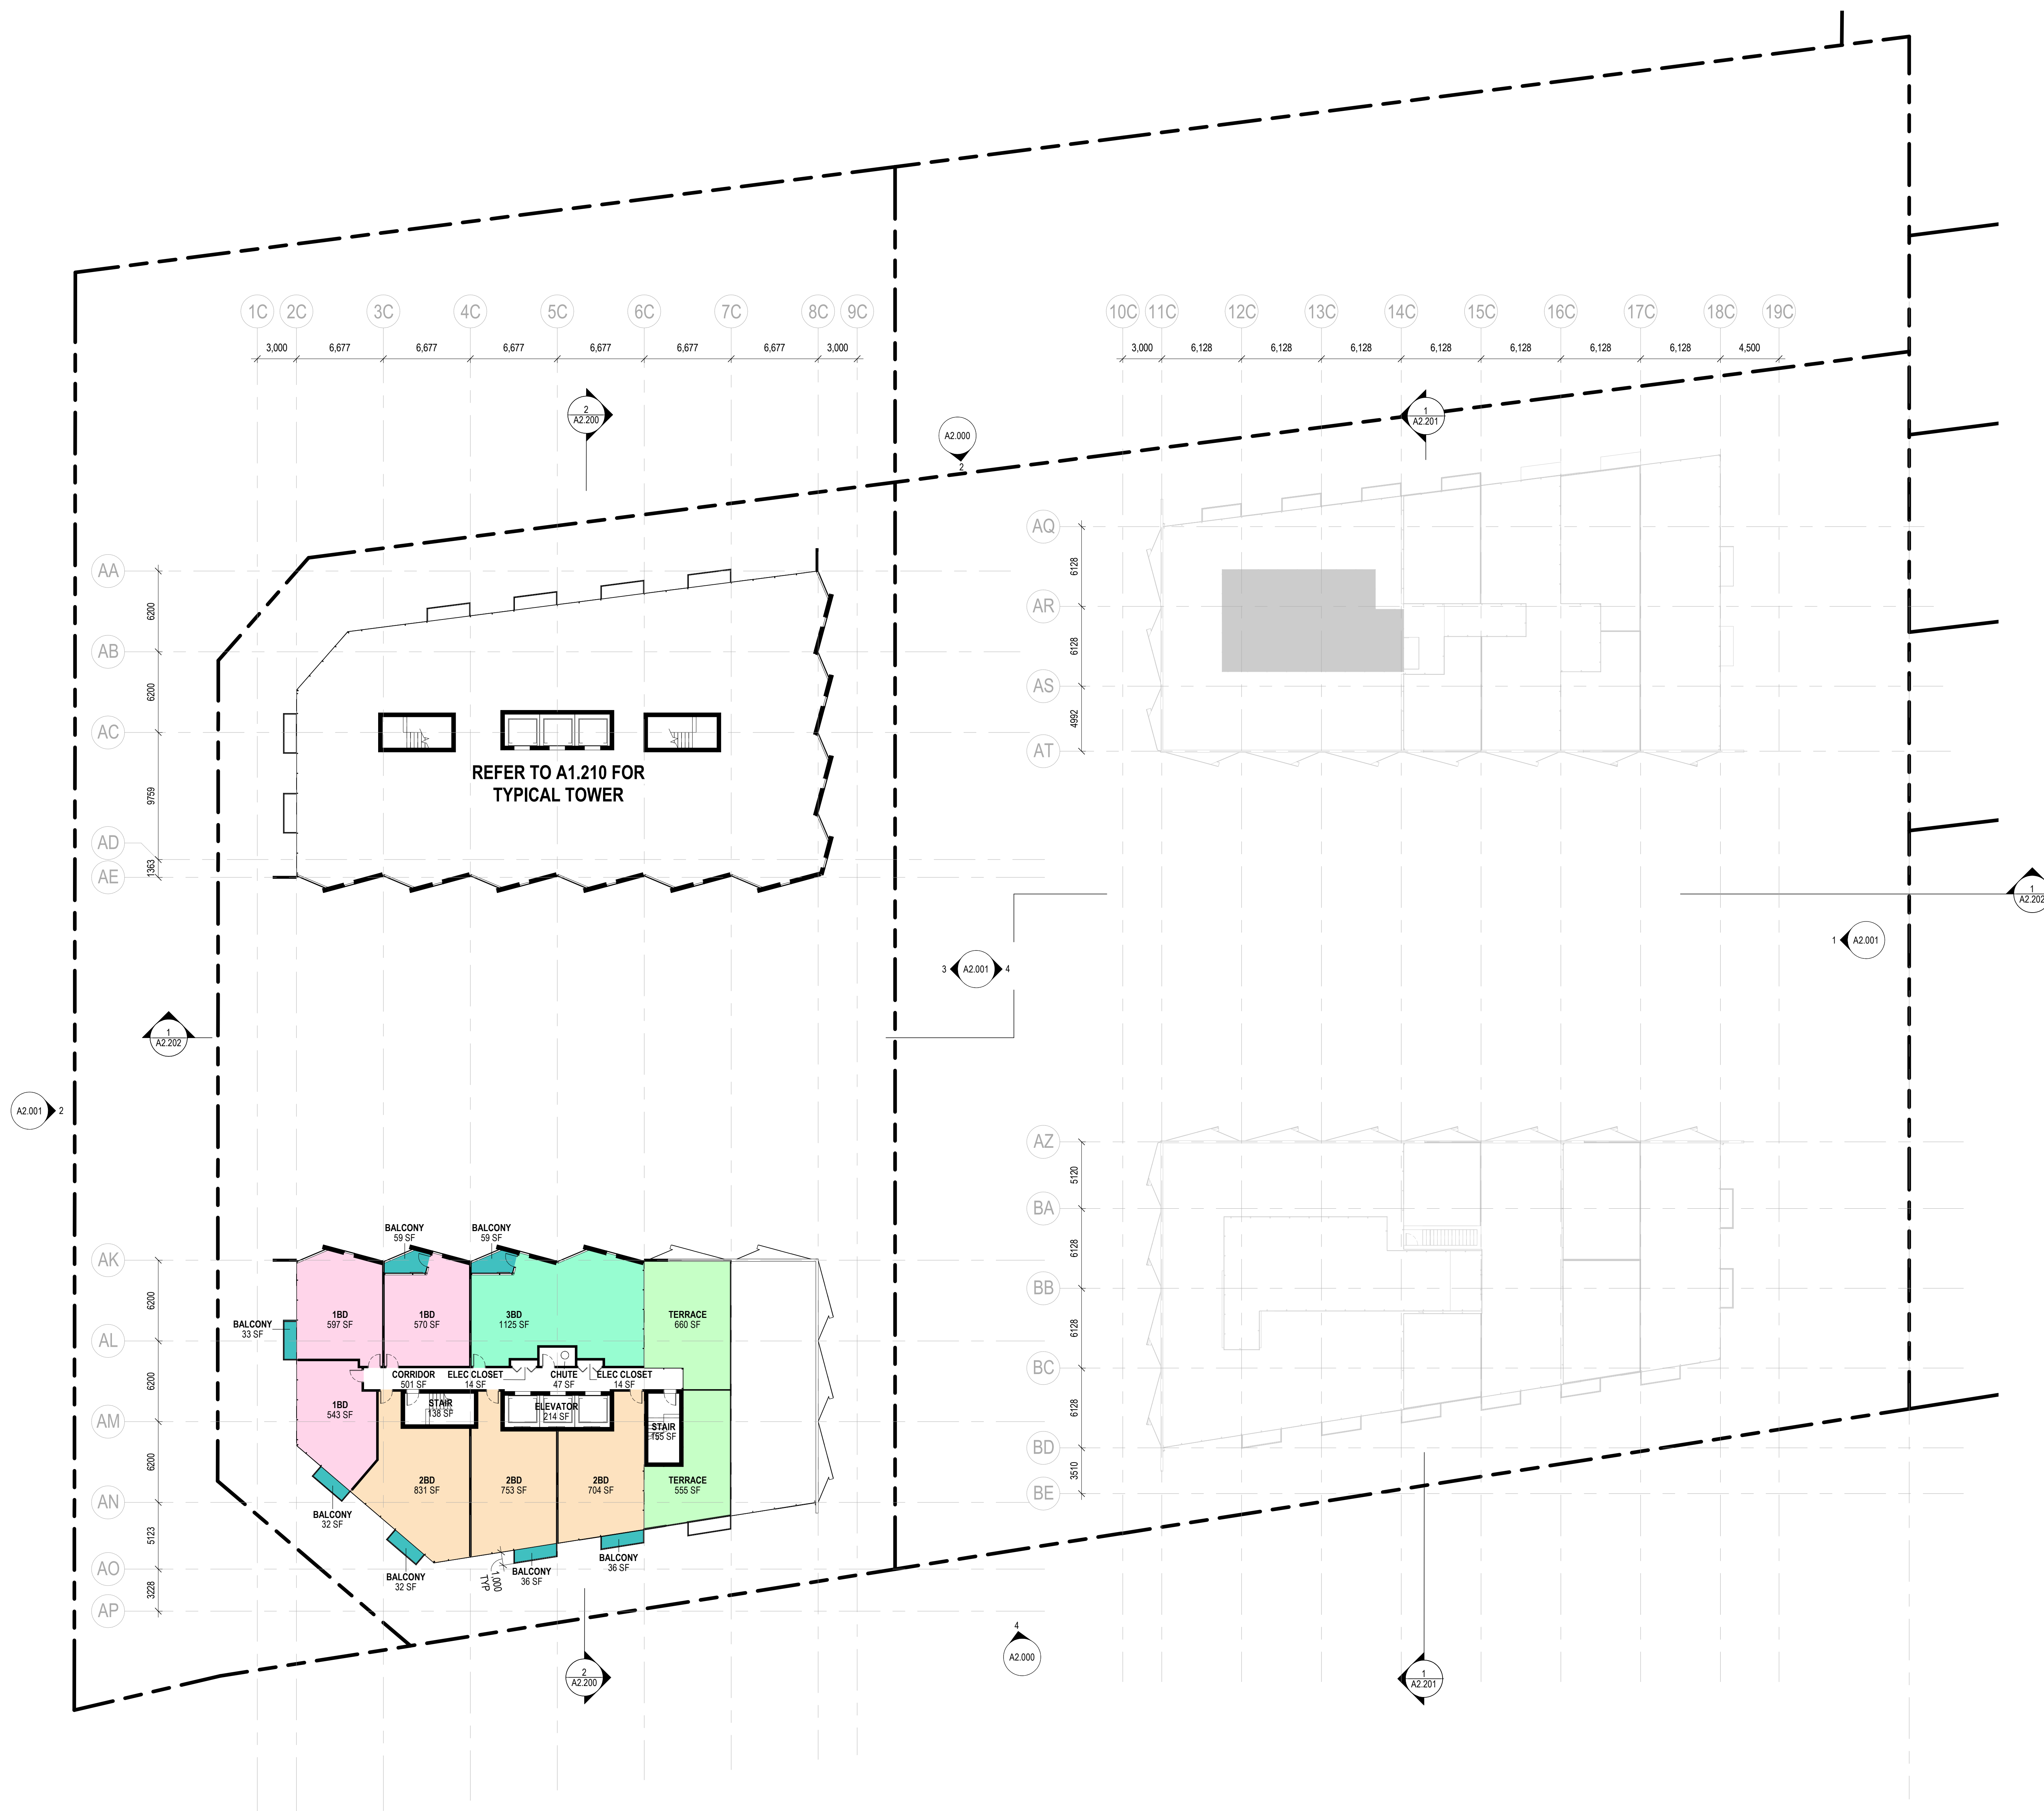 1C 2C 3C 4C 5C 6C 7C 8C 9C
10C 11C 12C 13C 14C 15C 16C 17C 18C 19C
3,000 6,677 6,677 6,677 6,677 6,677 6,677 3,000
3,000 6,128 6,128 6,128 6,128 6,128 6,128 6,128 4,500
2
A2.200
A2.000
2
1
A2.201
AA
6200
AB
6200
AC
9759
AD
1363
AE
AQ
6128
AR
6128
AS
4992
AT
REFER TO A1.210 FOR
TYPICAL TOWER
1
A2.202
1
A2.001
3
A2.001
4
1
A2.202
A2.001
2
AZ
5120
BA
6128
BB
6128
BC
6128
BD
3510
BE
AK
6200
AL
6200
AM
6200
AN
5123
AO
3228
AP
BALCONY
59 SF
BALCONY
59 SF
BALCONY
33 SF
1BD
597 SF
1BD
570 SF
3BD
1125 SF
TERRACE
660 SF
CORRIDOR
501 SF
ELEC CLOSET
14 SF
CHUTE
47 SF
ELEC CLOSET
14 SF
1BD
543 SF
STAIR
138 SF
ELEVATOR
214 SF
STAIR
155 SF
2BD
831 SF
2BD
753 SF
2BD
704 SF
TERRACE
555 SF
BALCONY
32 SF
BALCONY
32 SF
1,000
TYP
BALCONY
36 SF
BALCONY
36 SF
2
A2.200
4
A2.000
1
A2.201